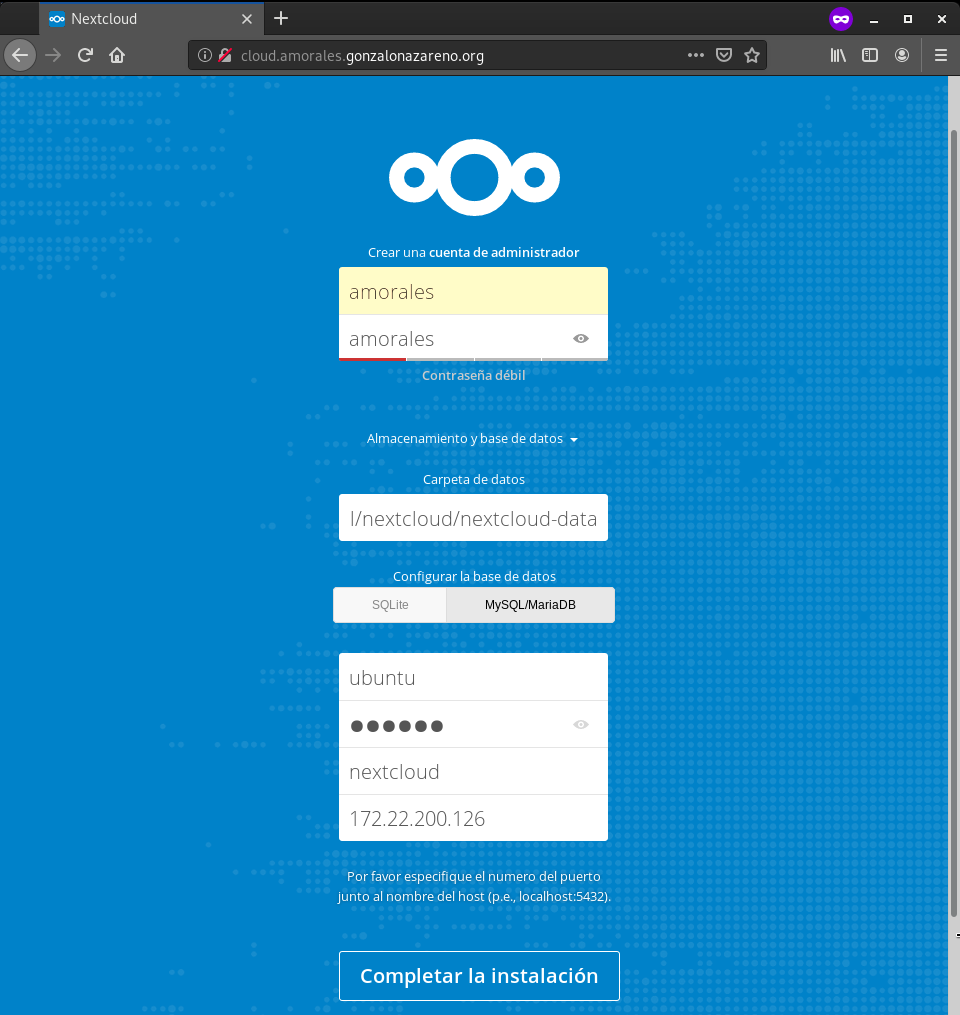 Nextcloud
cloud.amorales.gonzalonazareno.org
Crear una cuenta de administrador
amorales
amorales
Contraseña débil
Almacenamiento y base de datos
Carpeta de datos
l/nextcloud/nextcloud-data
Configurar la base de datos
SQLite MySQL/MariaDB
ubuntu
●●●●●●
nextcloud
172.22.200.126
Por favor especifique el numero del puerto
junto al nombre del host (p.e., localhost:5432).
Completar la instalación